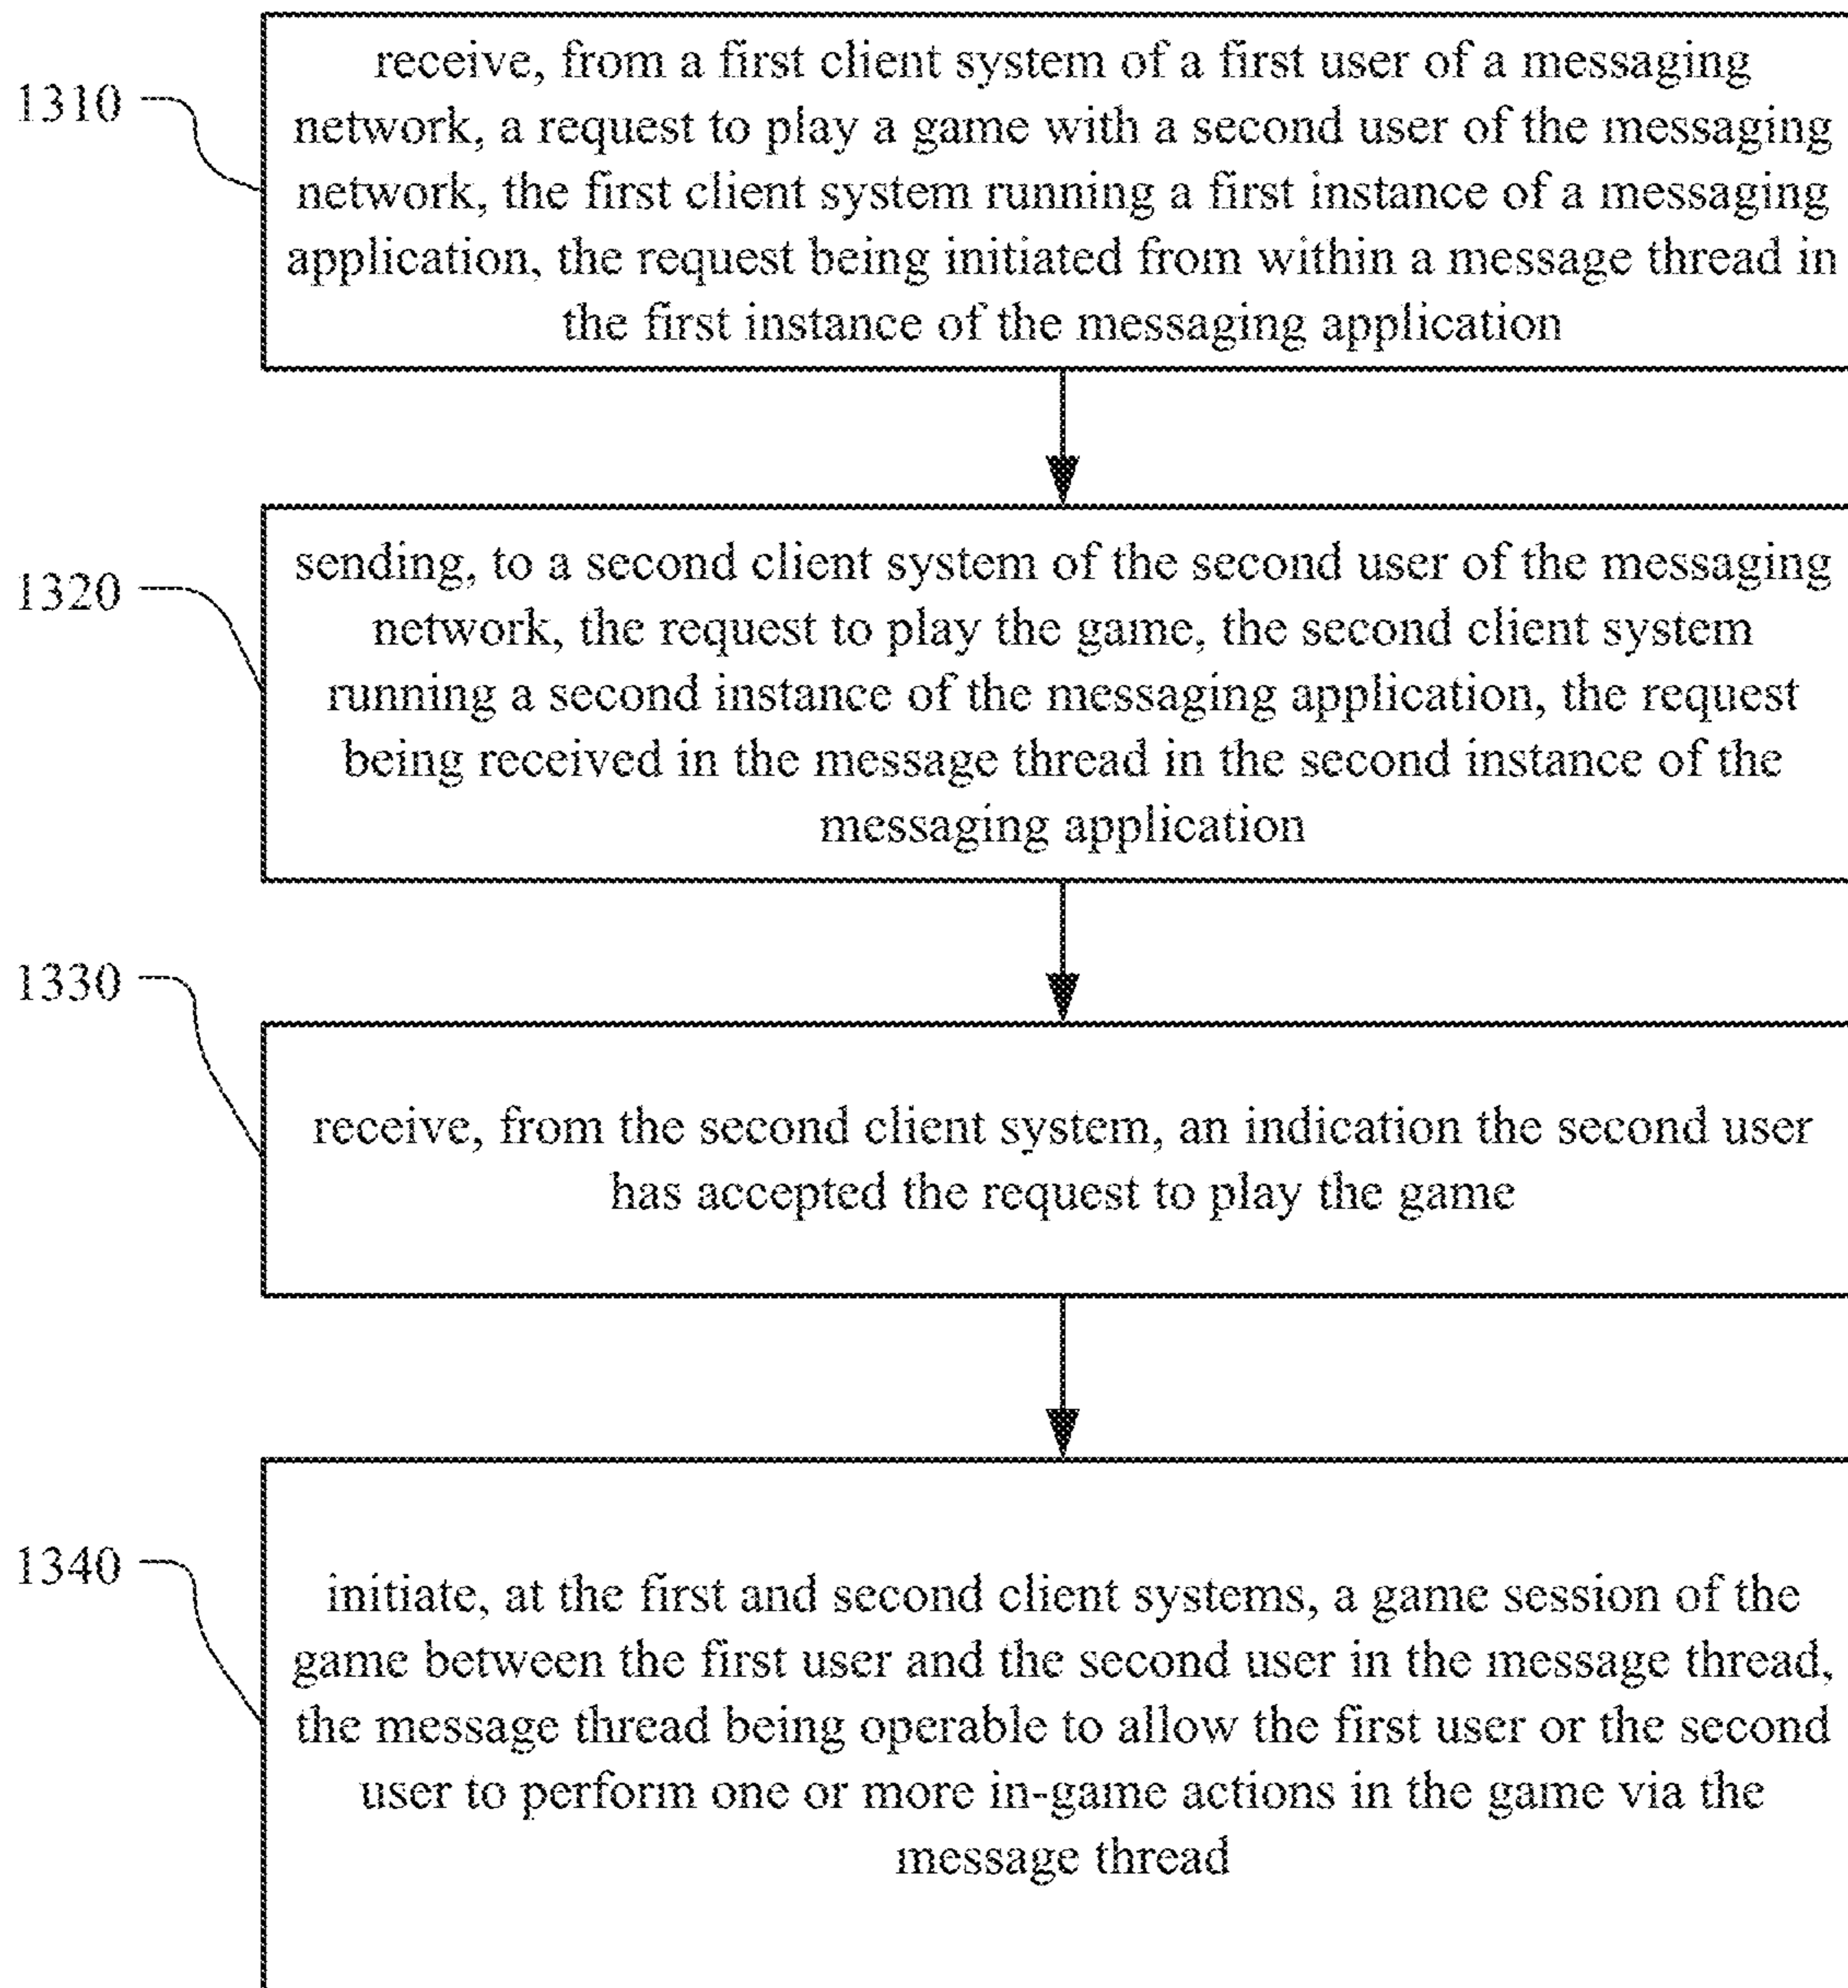 1310
receive, from a first client system of a first user of a messaging
network, a request to play a game with a second user of the messaging
network, the first client system running a first instance of a messaging
application, the request being initiated from within a message thread in
the first instance of the messaging application
1320
sending, to a second client system of the second user of the messaging
network, the request to play the game, the second client system
running a second instance of the messaging application, the request
being received in the message thread in the second instance of the
messaging application
1330
receive, from the second client system, an indication the second user
has accepted the request to play the game
1340
initiate, at the first and second client systems, a game session of the
game between the first user and the second user in the message thread,
the message thread being operable to allow the first user or the second
user to perform one or more in-game actions in the game via the
message thread